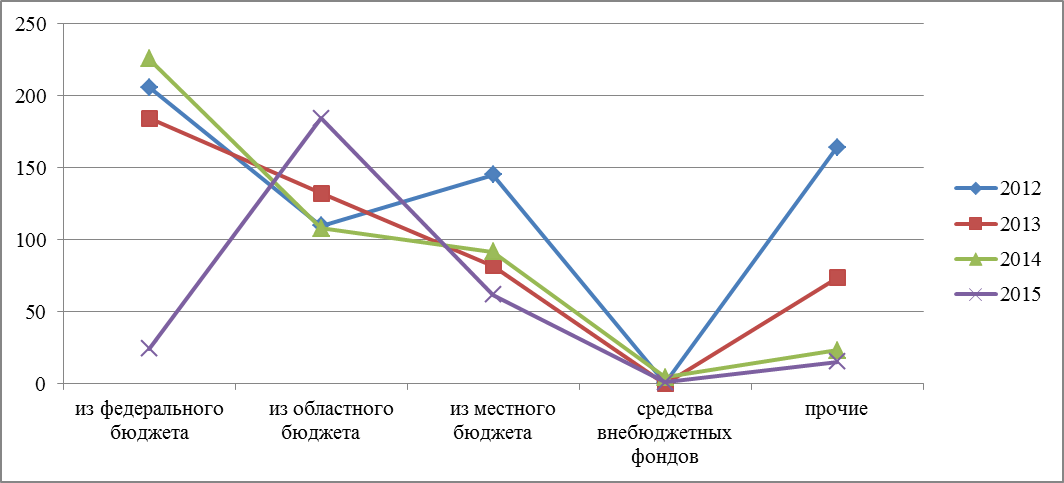 250
200
150
100
50
0
из федерального
бюджета
из областного
бюджета
из местного
бюджета
средства
внебюджетных
фондов
прочие
2012
2013
2014
2015